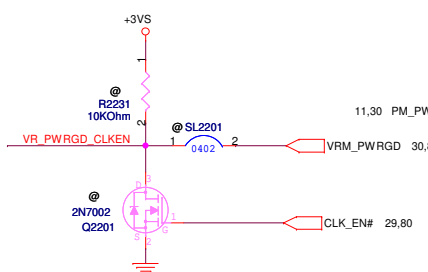 +3VS
1
@
R2231
10KOhm
2
11,30 PM_PW
@ SL2201
VR_PWRGD_CLKEN
1
0402
2
VRM_PWRGD 30,
3
D
@
2N7002
Q2201
1
G
CLK_EN# 29,80
S
2